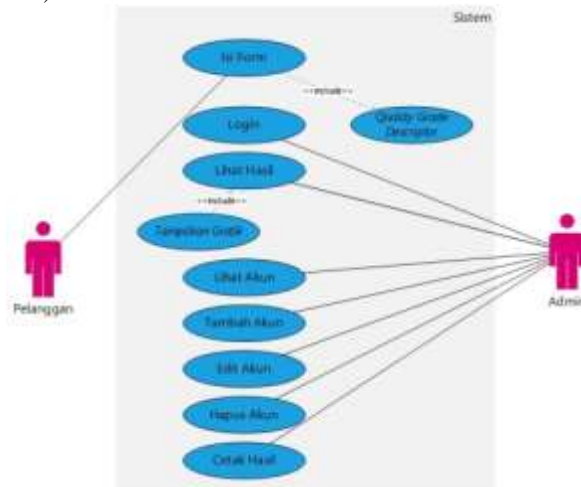 Sistem
Isi Form
<<include>>
Quality Grade
Descriptor
Login
Lihat Hasil
<<include>>
Tampilkan Grafik
Pelanggan
Admin
Lihat Akun
Tambah Akun
Edit Akun
Hapus Akun
Cetak Hasil